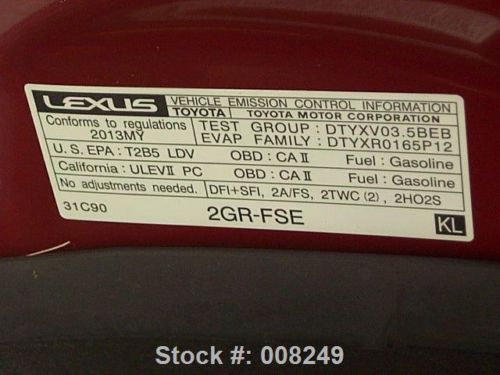 LEXUS VEHICLE EMISSION CONTROL INFORMATION
TOYOTA TOYOTA MOTOR CORPORATION
Conforms to regulations
2013MY
TEST GROUP : DTYXV03.5BEB
EVAP FAMILY : DTYXR0165P12
U.S. EPA : T2B5 LDV OBD : CA II Fuel : Gasoline
California : ULEVII PC OBD : CA II Fuel : Gasoline
No adjustments needed. DFI+SFI, 2A/FS, 2TWC (2) , 2HO2S
31C90 2GR-FSE KL
Stock #: 008249